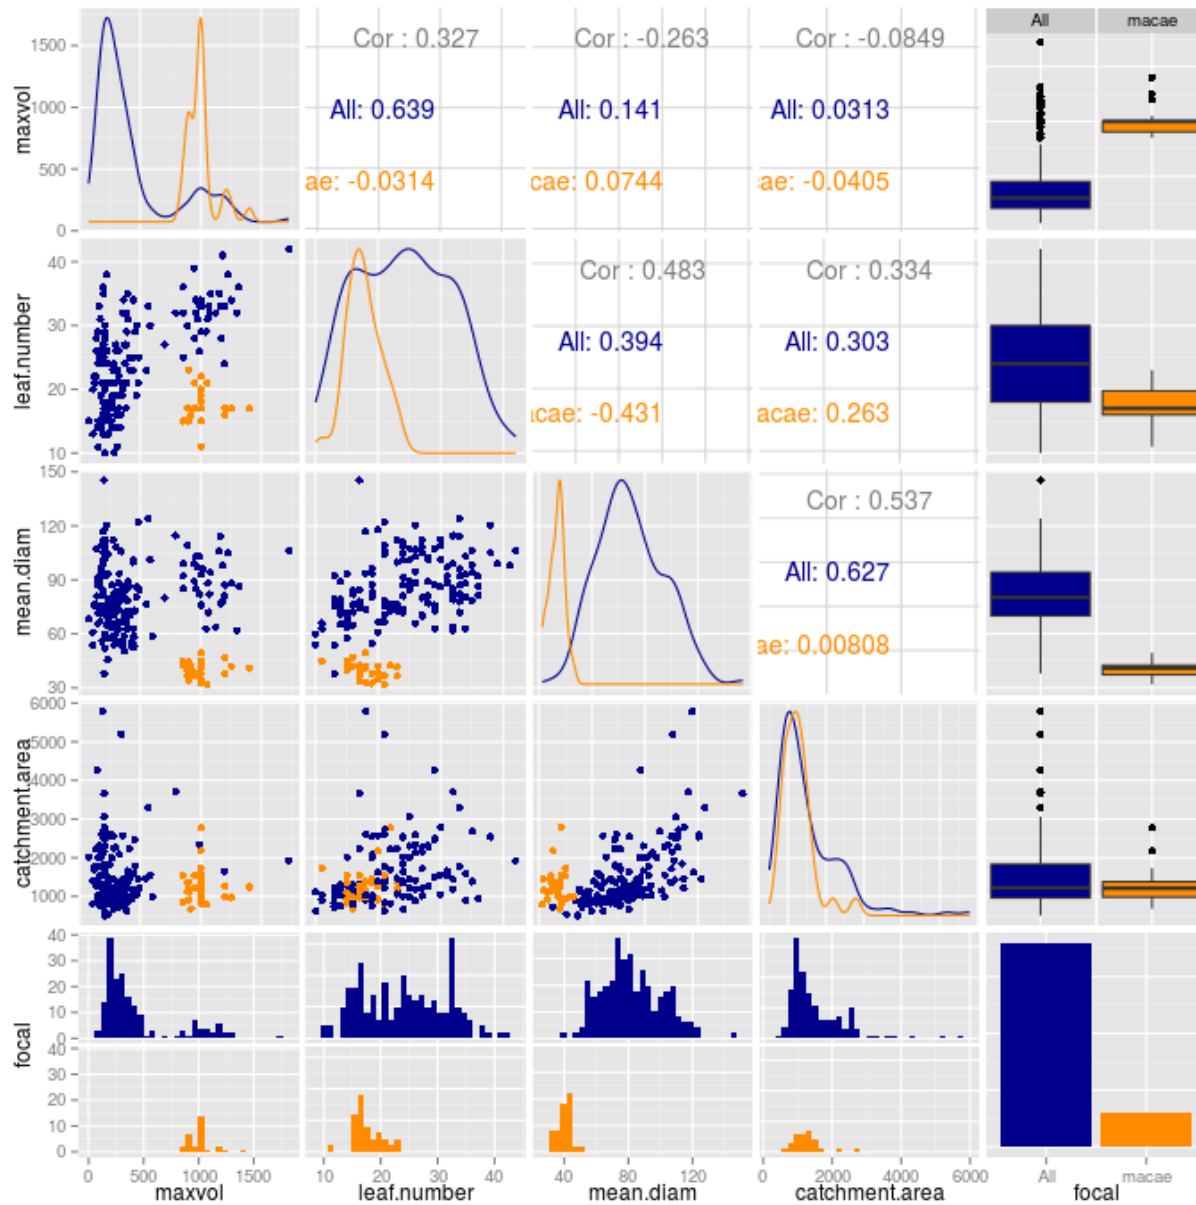 All macae
maxvol
1500
1000
500
0
Cor : 0.327
All: 0.639
ae: -0.0314
Cor : -0.263
All: 0.141
cae: 0.0744
Cor : -0.0849
All: 0.0313
ae: -0.0405
leaf.number
40
30
20
10
Cor : 0.483
All: 0.394
acae: -0.431
Cor : 0.334
All: 0.303
acae: 0.263
mean.diam
150
120
90
60
30
Cor : 0.537
All: 0.627
ae: 0.00808
catchment.area
6000
5000
4000
3000
2000
1000
focal
40
30
20
10
0
40
30
20
10
0
0 500 1000 1500
10 20 30 40
40 80 120
0 2000 4000 6000
All macae
maxvol leaf.number mean.diam catchment.area focal